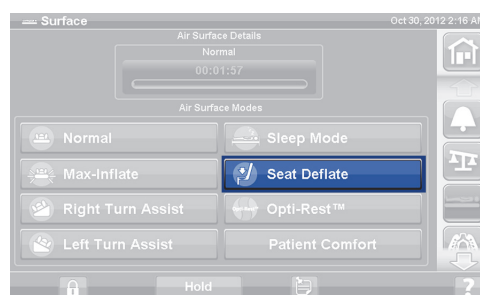 Surface
Oct 30, 2012 2:16 AM
Air Surface Details
Normal
00:01:57
Air Surface Modes
Normal
Sleep Mode
Max-Inflate
Seat Deflate
Right Turn Assist
Opti-Rest™
Left Turn Assist
Patient Comfort
Hold
?